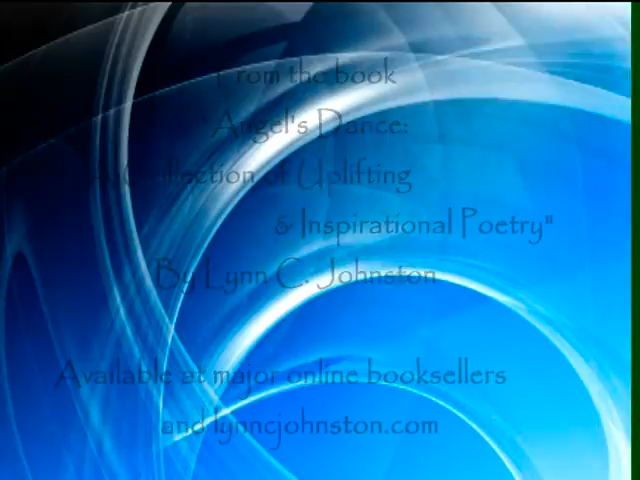 From the book
"Angel's Dance:
A Collection of Uplifting
& Inspirational Poetry"
By Lynn C. Johnston
Available at major online booksellers
and lynncjohnston.com